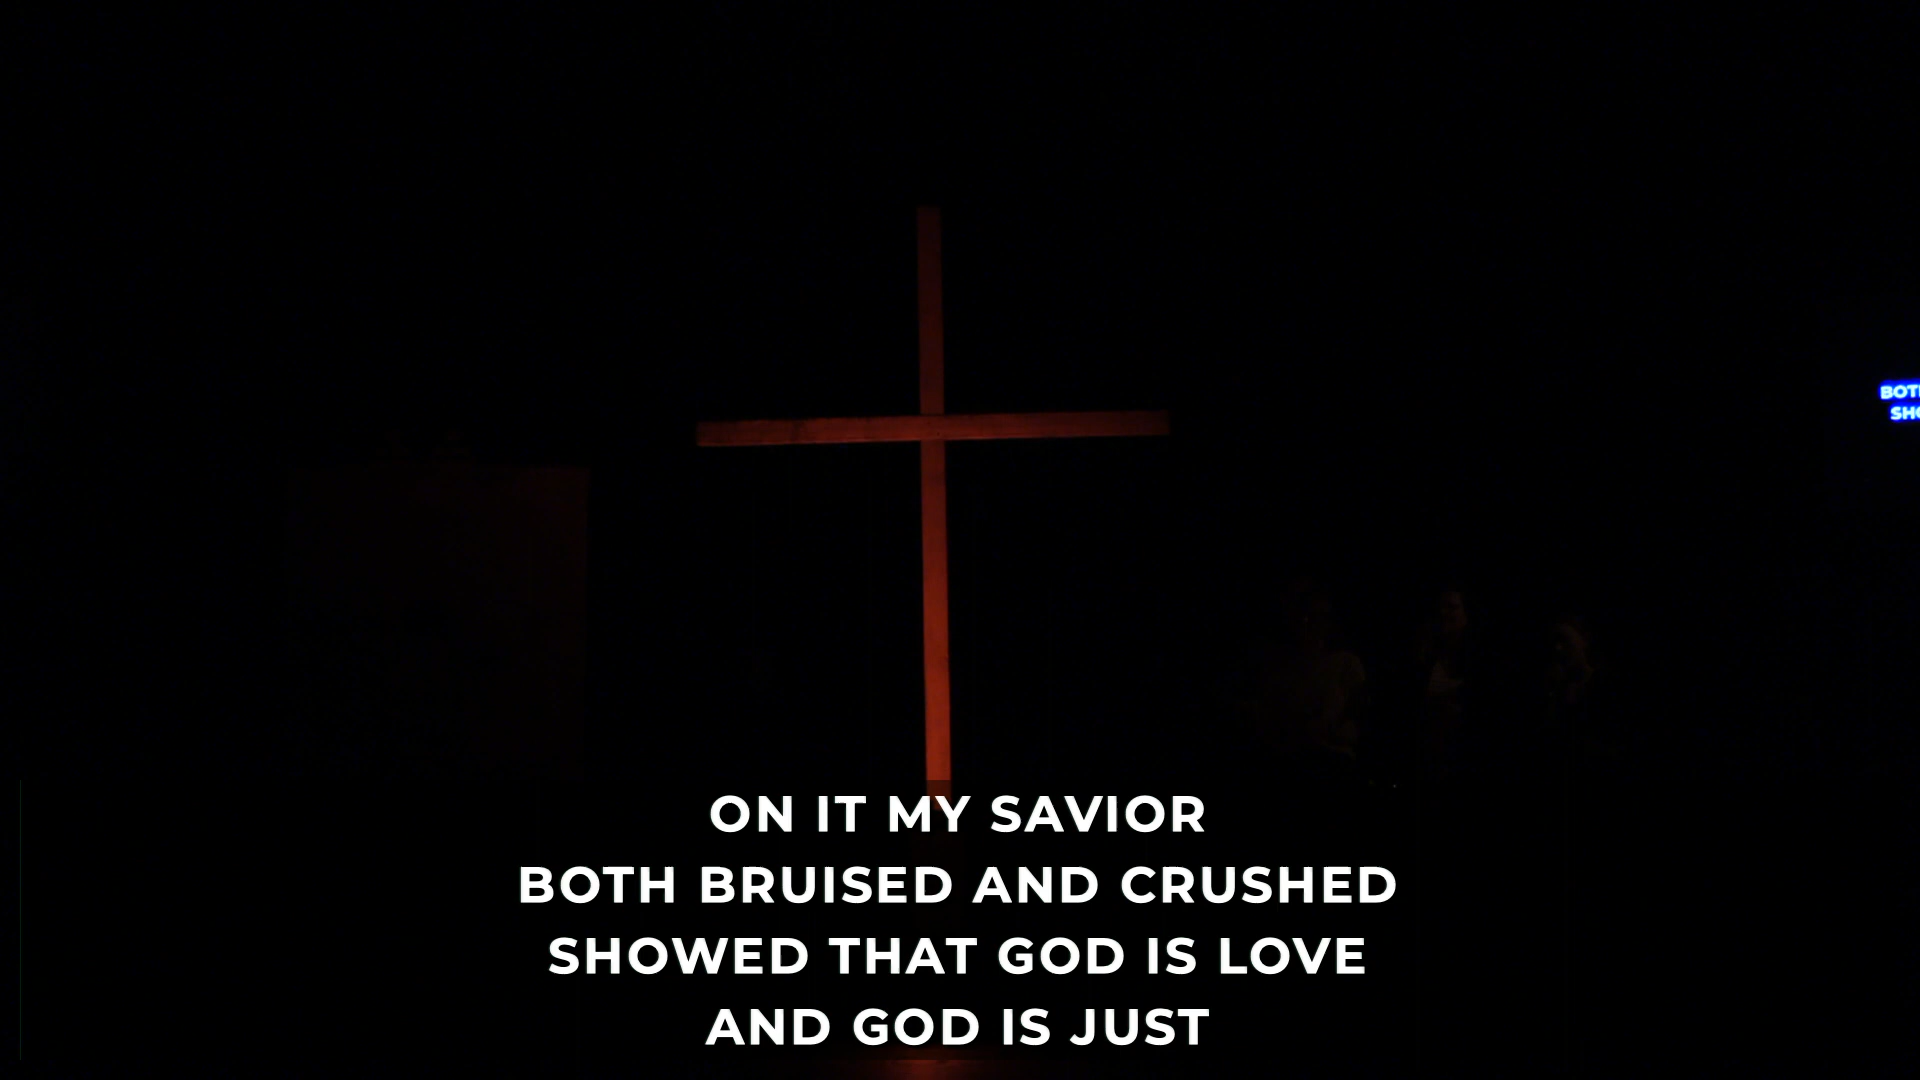 ON IT MY SAVIOR
BOTH BRUISED AND CRUSHED
SHOWED THAT GOD IS LOVE
AND GOD IS JUST